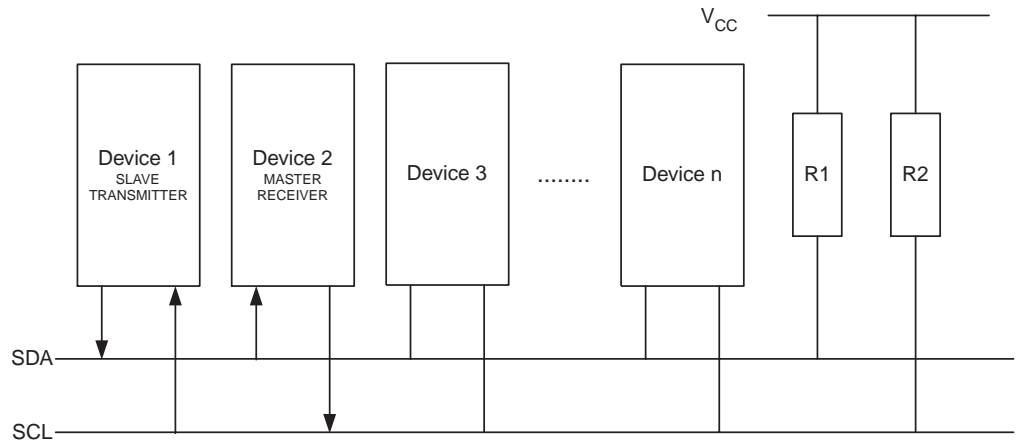 VCC
Device 1
SLAVE
TRANSMITTER
Device 2
MASTER
RECEIVER
Device 3
........
Device n
R1
R2
SDA
SCL